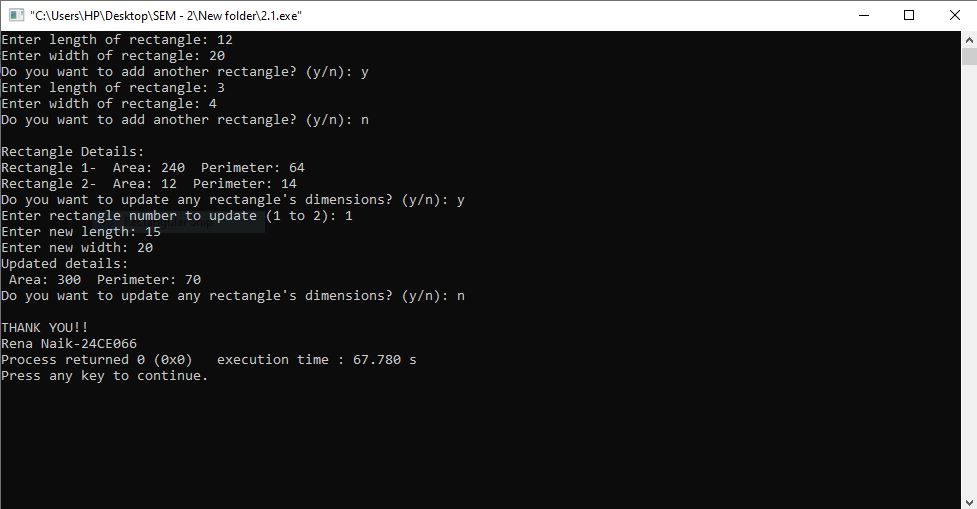 "C:\Users\HP\Desktop\SEM - 2\New folder\2.1.exe"
Enter length of rectangle: 12
Enter width of rectangle: 20
Do you want to add another rectangle? (y/n): y
Enter length of rectangle: 3
Enter width of rectangle: 4
Do you want to add another rectangle? (y/n): n

Rectangle Details:
Rectangle 1-  Area: 240  Perimeter: 64
Rectangle 2-  Area: 12  Perimeter: 14
Do you want to update any rectangle's dimensions? (y/n): y
Enter rectangle number to update (1 to 2): 1
Enter new length: 15
Enter new width: 20
Updated details:
 Area: 300  Perimeter: 70
Do you want to update any rectangle's dimensions? (y/n): n

THANK YOU!!
Rena Naik-24CE066
Process returned 0 (0x0)   execution time : 67.780 s
Press any key to continue.